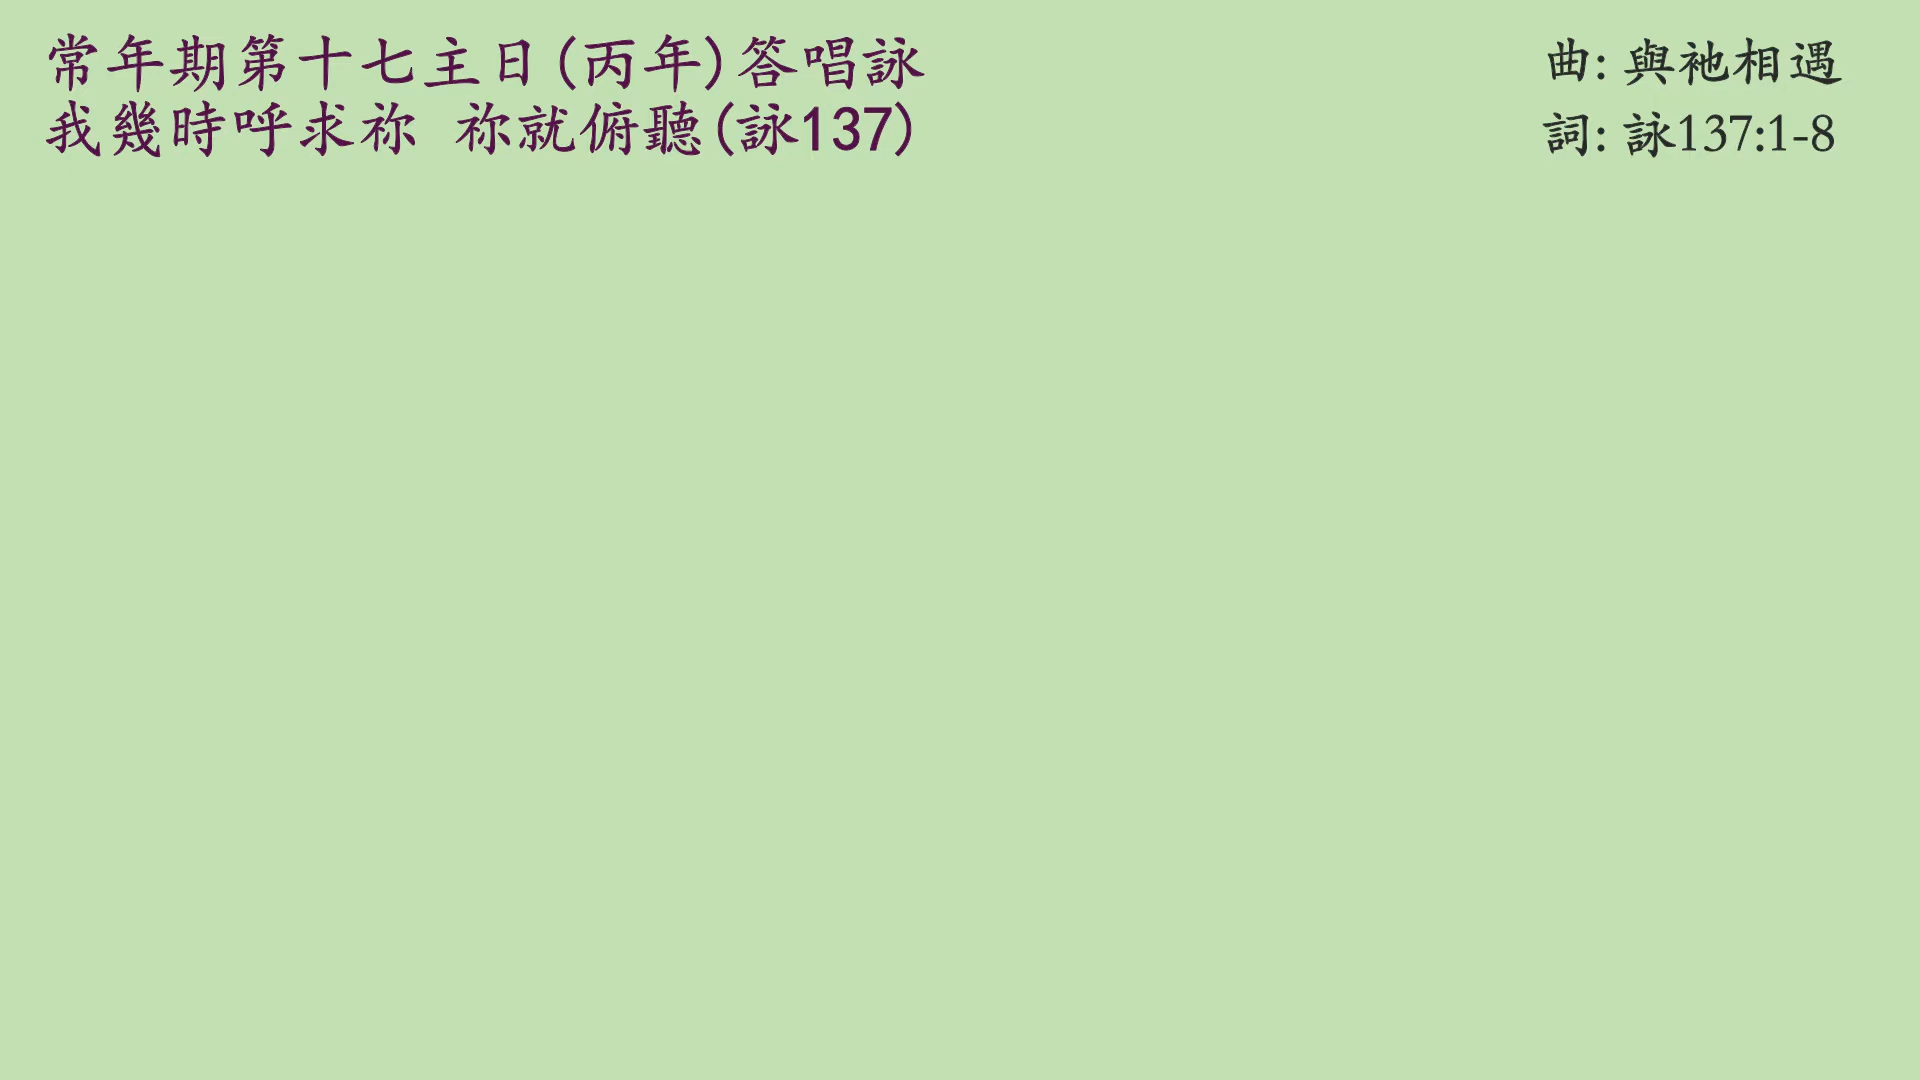 常年期第十七主日(丙年)答唱詠
我幾時呼求祢 祢就俯聽(詠137)
曲: 與祂相遇
詞: 詠137:1-8